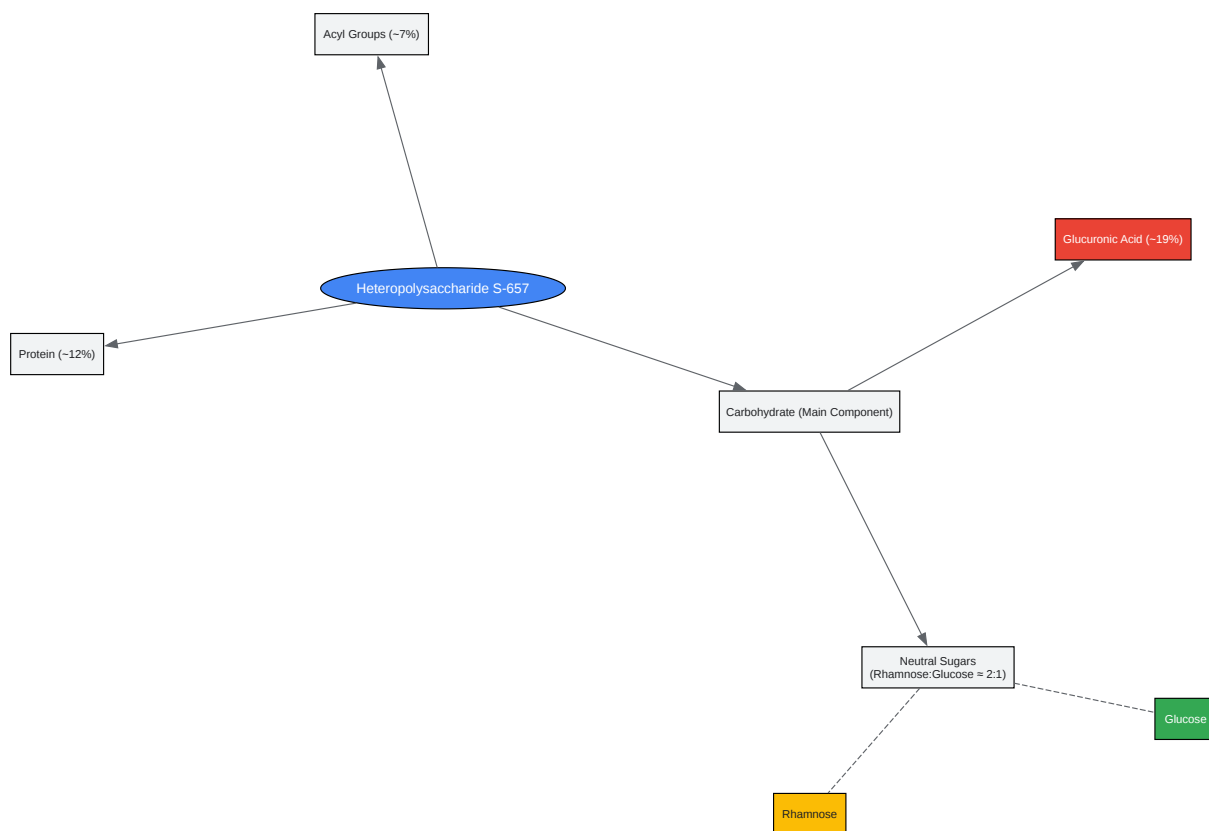 Acyl Groups (~7%)
Glucuronic Acid (~19%)
Heteropolysaccharide S-657
Protein (~12%)
Carbohydrate (Main Component)
Neutral Sugars
(Rhamnose:Glucose ≈ 2:1)
Glucose
Rhamnose